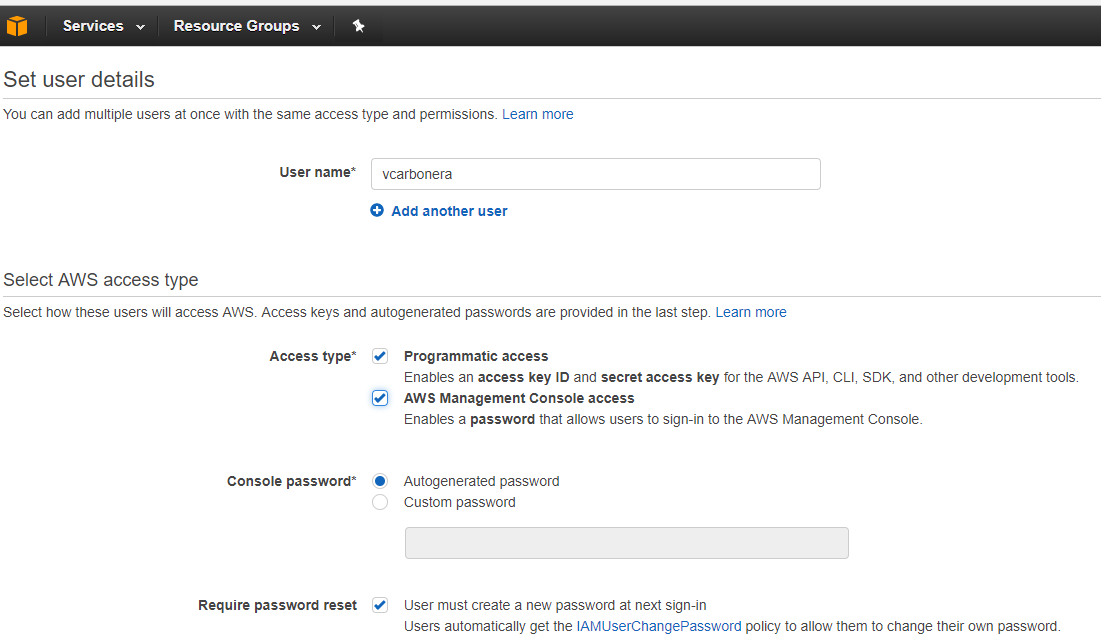 Services Resource Groups
Set user details
You can add multiple users at once with the same access type and permissions. Learn more
User name* vcarbonera
Add another user
Select AWS access type
Select how these users will access AWS. Access keys and autogenerated passwords are provided in the last step. Learn more
Access type* Programmatic access
Enables an access key ID and secret access key for the AWS API, CLI, SDK, and other development tools.
AWS Management Console access
Enables a password that allows users to sign-in to the AWS Management Console.
Console password* Autogenerated password
Custom password
Require password reset User must create a new password at next sign-in
Users automatically get the IAMUserChangePassword policy to allow them to change their own password.